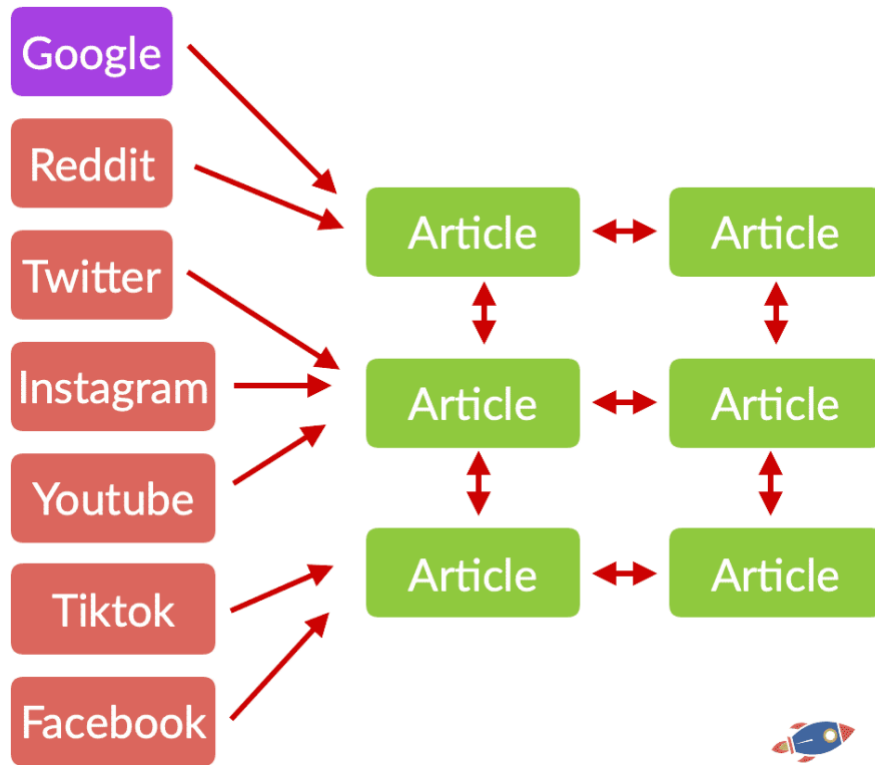 Google
Reddit
Twitter
Instagram
Youtube
Tiktok
Facebook
Article
Article
Article
Article
Article
Article